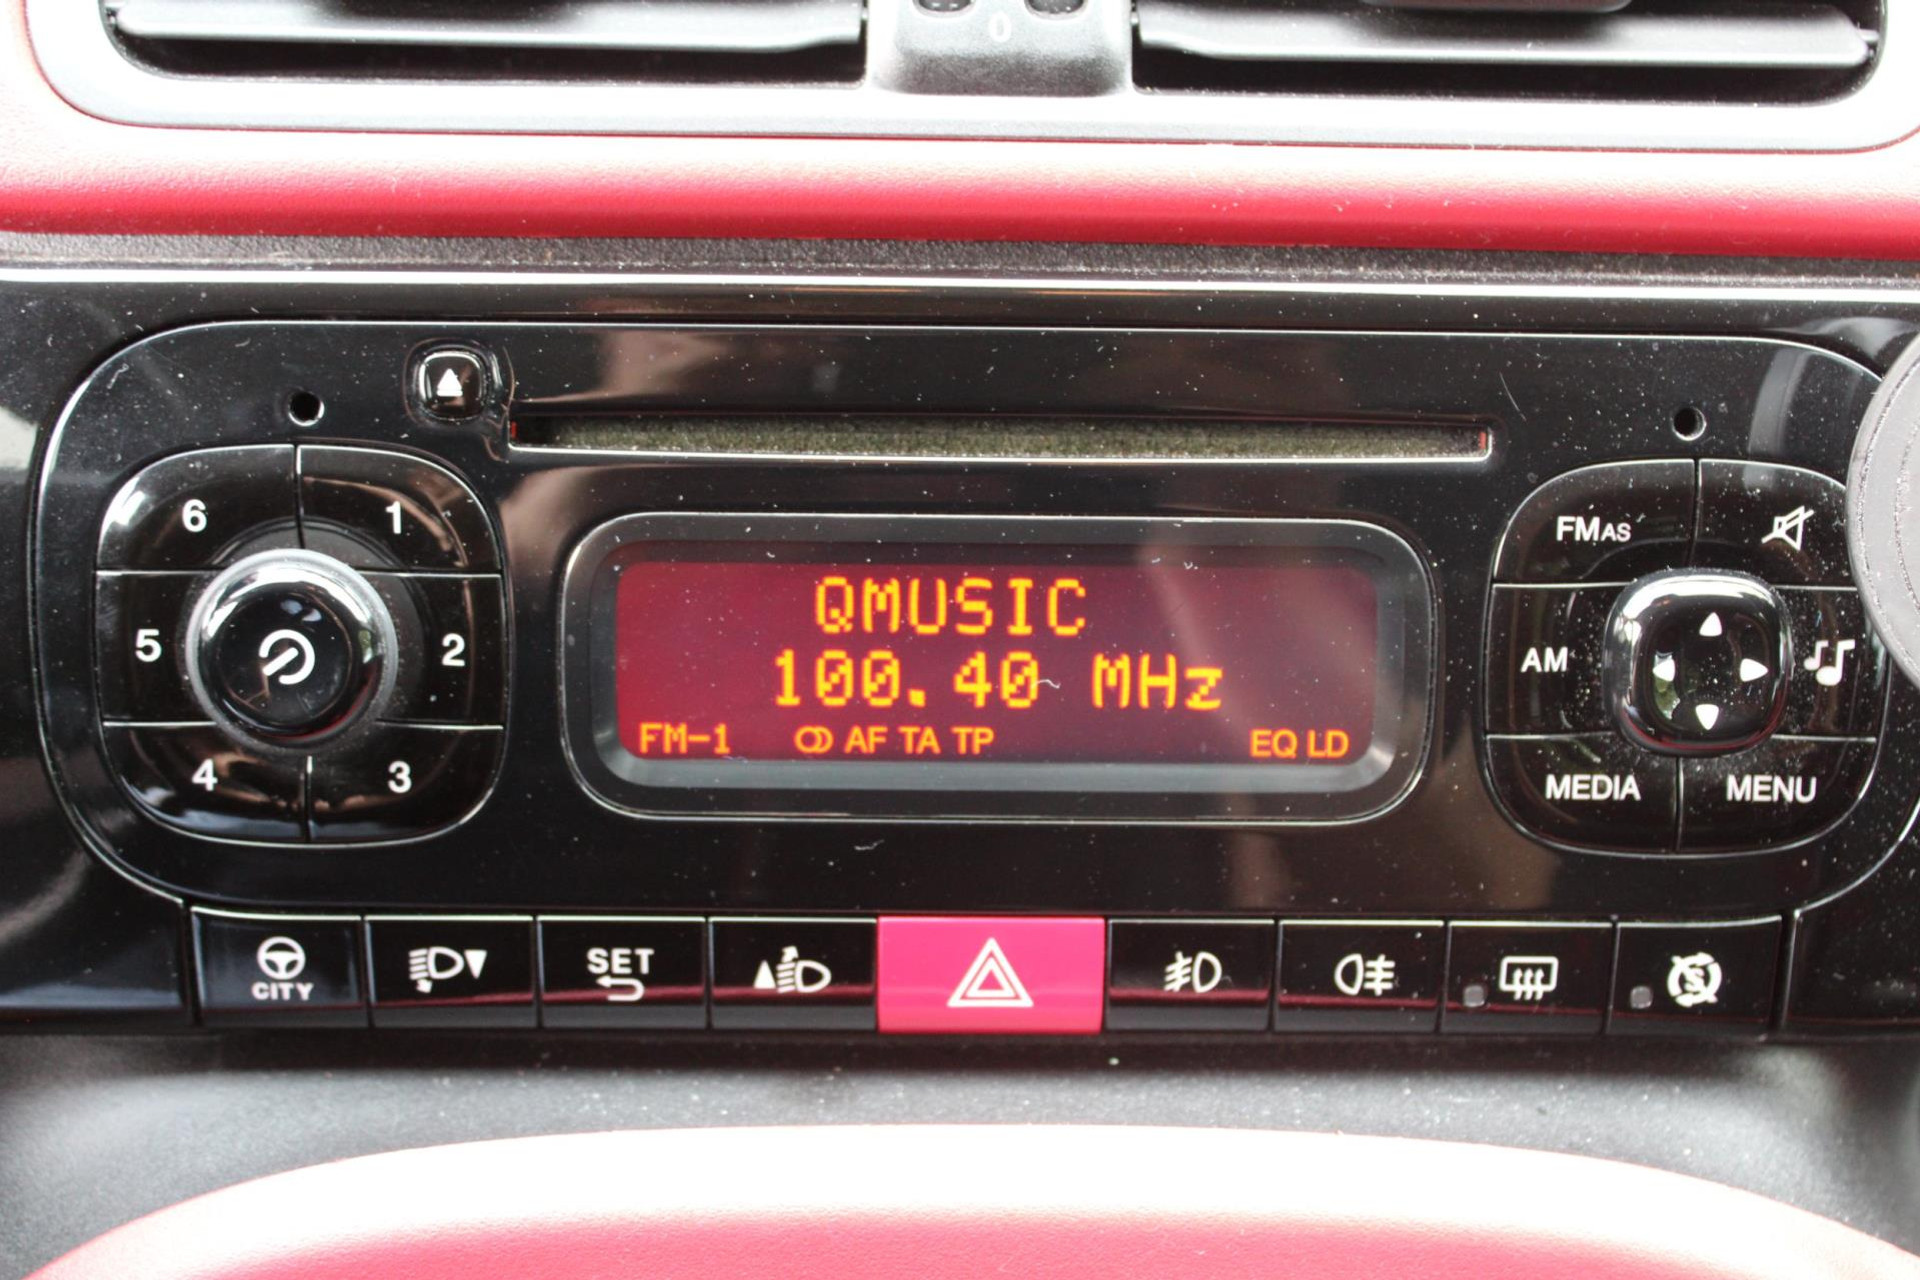 0
6 1
FMAS
QMUSIC
5 2
100.40 MHz
AM
FM-1 AF TA TP EQ LD
4 3
MEDIA MENU
CITY
SET
S